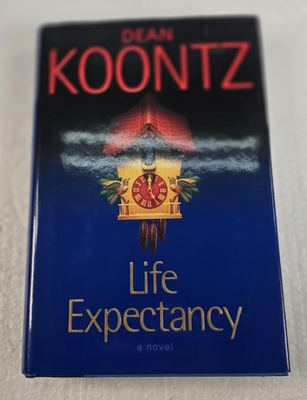 DEAN
KOONTZ
Life
Expectancy
a novel